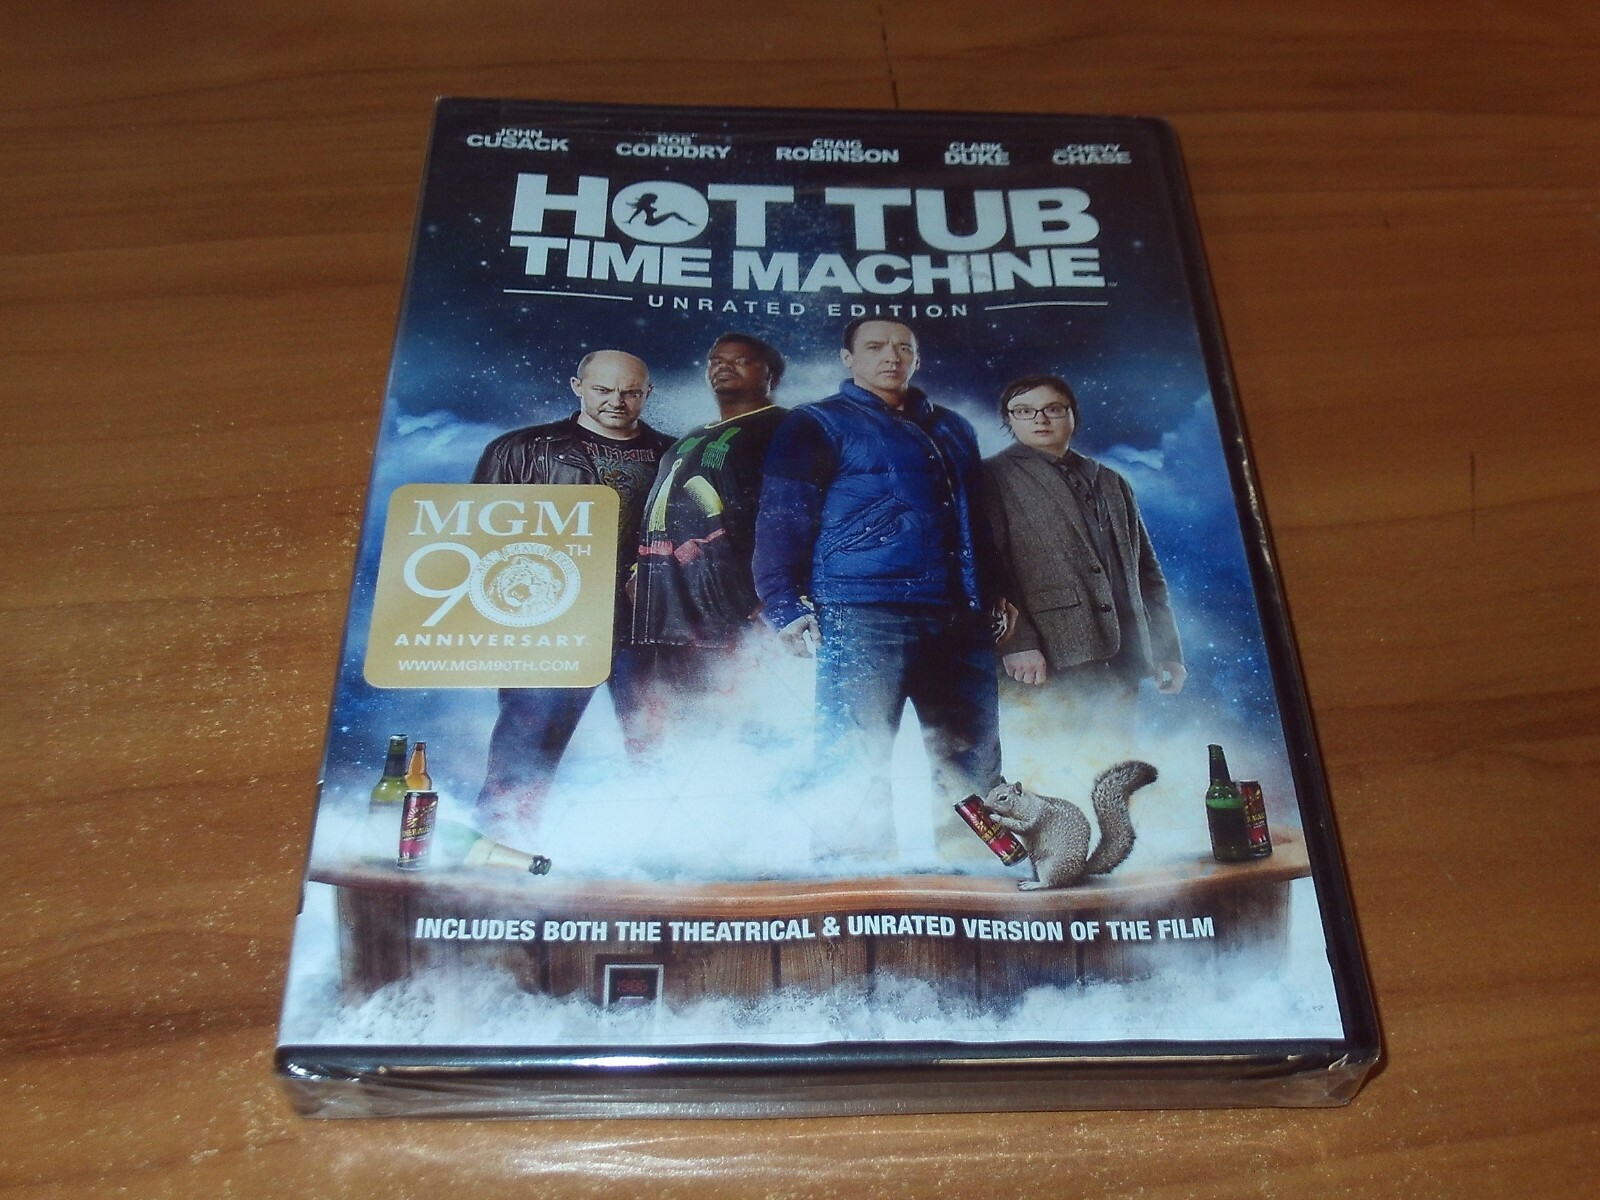 JOHN CUSACK ROB CORDDRY CRAIG ROBINSON CLARK DUKE CHEVY CHASE
HOT TUB
TIME MACHINE
UNRATED EDITION
MGM
90TH
ANNIVERSARY
WWW.MGM90TH.COM
INCLUDES BOTH THE THEATRICAL & UNRATED VERSION OF THE FILM
1986